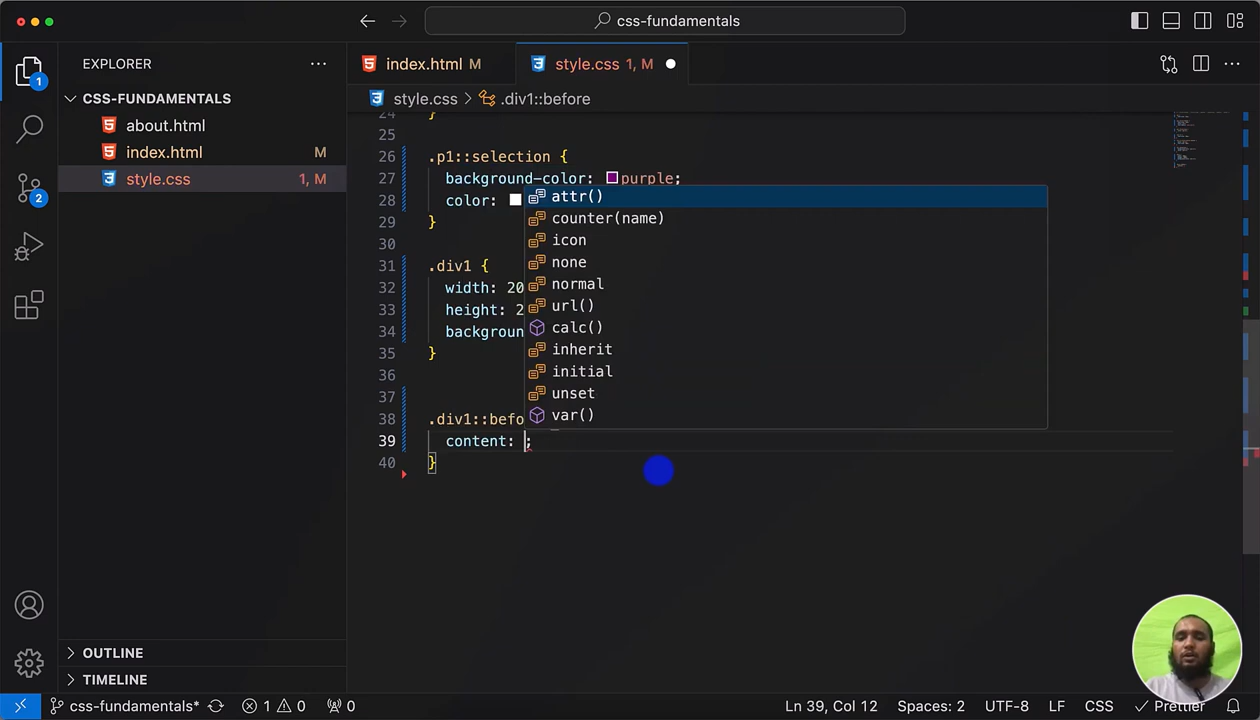 css-fundamentals
EXPLORER
CSS-FUNDAMENTALS
about.html
index.html M
style.css 1, M
OUTLINE
TIMELINE
1
2
index.html M
style.css 1, M
style.css > .div1::before
24 }
25
26 .p1::selection {
27 background-color: purple;
28 color:
29 }
30
31 .div1 {
32 width: 20
33 height: 2
34 backgroun
35 }
36
37
38 .div1::befo
39 content: ;
40 }
attr()
counter(name)
icon
none
normal
url()
calc()
inherit
initial
unset
var()
css-fundamentals* 1 0 0 Ln 39, Col 12 Spaces: 2 UTF-8 LF CSS Prettier